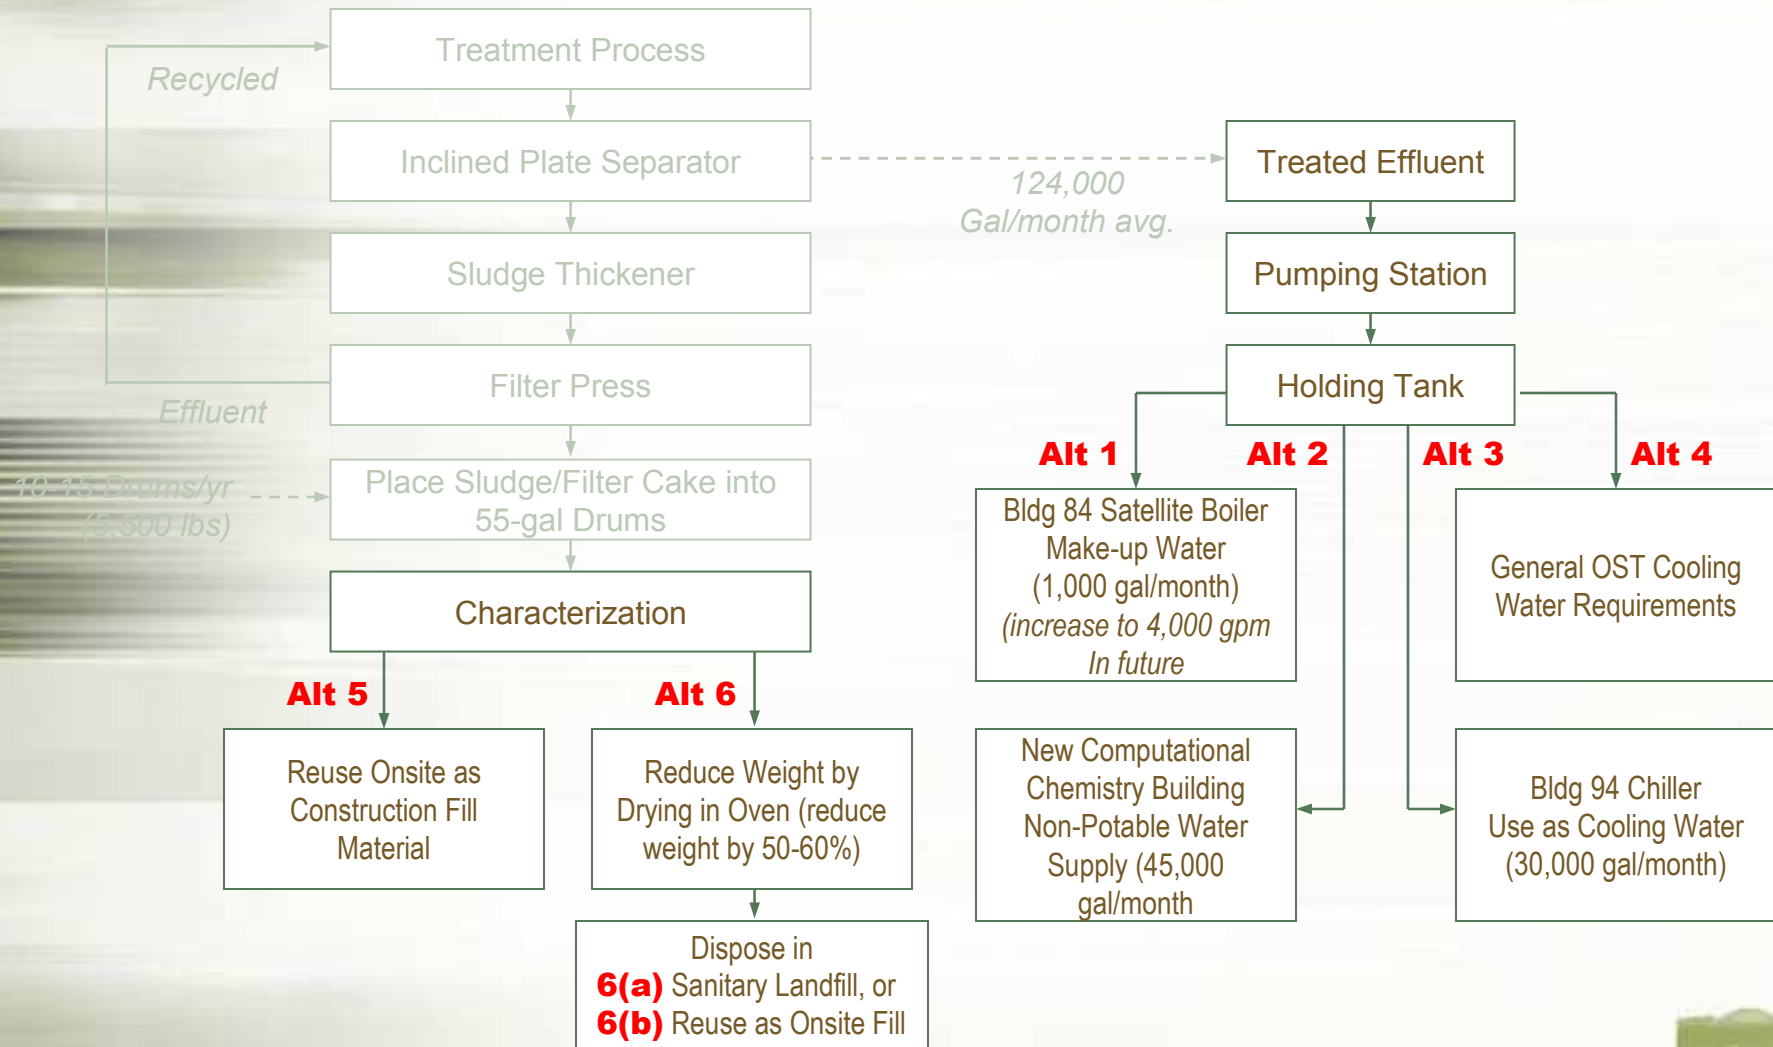 Treatment Process
Recycled
Inclined Plate Separator
124,000
Gal/month avg.
Treated Effluent
Sludge Thickener
Pumping Station
Filter Press
Effluent
Holding Tank
10-15 Drums/yr
(5,500 lbs)
Place Sludge/Filter Cake into
55-gal Drums
Characterization
Alt 1
Alt 2
Alt 3
Alt 4
Bldg 84 Satellite Boiler
Make-up Water
(1,000 gal/month)
(increase to 4,000 gpm
In future
General OST Cooling
Water Requirements
Alt 5
Alt 6
Reuse Onsite as
Construction Fill
Material
Reduce Weight by
Drying in Oven (reduce
weight by 50-60%)
New Computational
Chemistry Building
Non-Potable Water
Supply (45,000
gal/month
Bldg 94 Chiller
Use as Cooling Water
(30,000 gal/month)
Dispose in
6(a) Sanitary Landfill, or
6(b) Reuse as Onsite Fill